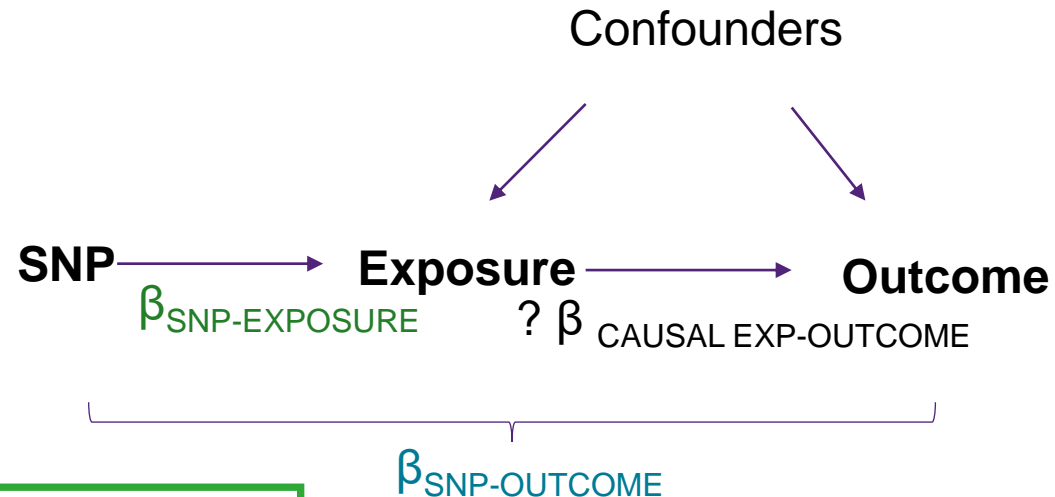 Confounders
SNP
Exposure
Outcome
βSNP-EXPOSURE
? β CAUSAL EXP-OUTCOME
βSNP-OUTCOME